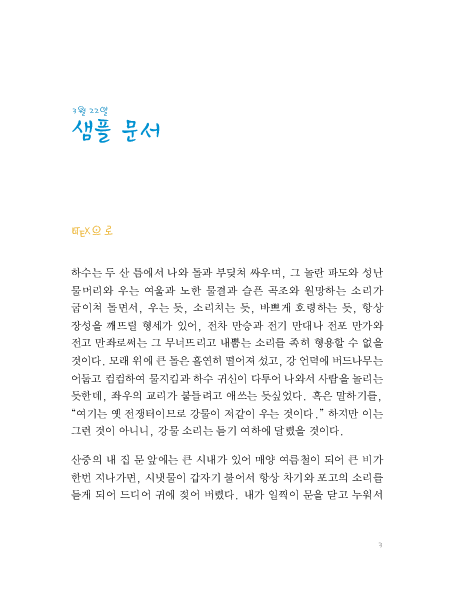 7월 22일
샘플 문서
LATEX으로
하수는 두 산 틈에서 나와 돌과 부딪쳐 싸우며, 그 놀란 파도와 성난
물머리와 우는 여울과 노한 물결과 슬픈 곡조와 원망하는 소리가
굽이쳐 돌면서, 우는 듯, 소리치는 듯, 바쁘게 호령하는 듯, 항상
장성을 깨뜨릴 형세가 있어, 전차 만승과 전기 만대나 전포 만가와
전고 만좌로써는 그 무너뜨리고 내뿜는 소리를 족히 형용할 수 없을
것이다. 모래 위에 큰 돌은 흘연히 떨어져 섰고, 강 언덕에 버드나무는
어둡고 컴컴하여 물지킴과 하수 귀신이 다투어 나와서 사람을 놀리는
듯한데, 좌우의 교리가 붙들려고 애쓰는 듯싶었다. 혹은 말하기를,
“여기는 옛 전쟁터이므로 강물이 저같이 우는 것이다.” 하지만 이는
그런 것이 아니니, 강물 소리는 듣기 여하에 달렸을 것이다.
산중의 내 집 문 앞에는 큰 시내가 있어 매양 여름철이 되어 큰 비가
한번 지나가면, 시냇물이 갑자기 불어서 항상 차기와 포고의 소리를
듣게 되어 드디어 귀에 젖어 버렸다. 내가 일찍이 문을 닫고 누워서